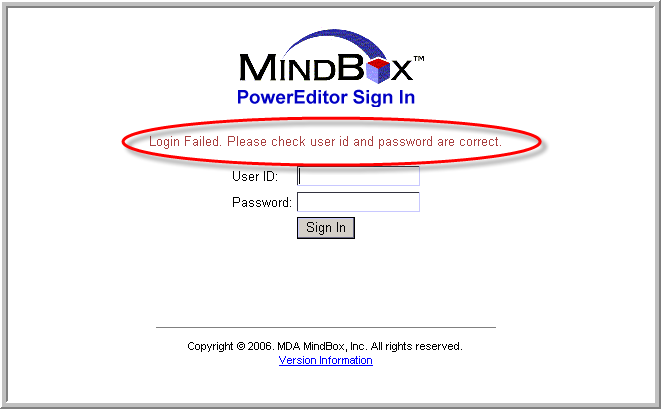 MINDBOX™
PowerEditor Sign In
Login Failed. Please check user id and password are correct.
User ID:
Password:
Sign In
Copyright © 2006. MDA MindBox, Inc. All rights reserved.
Version Information